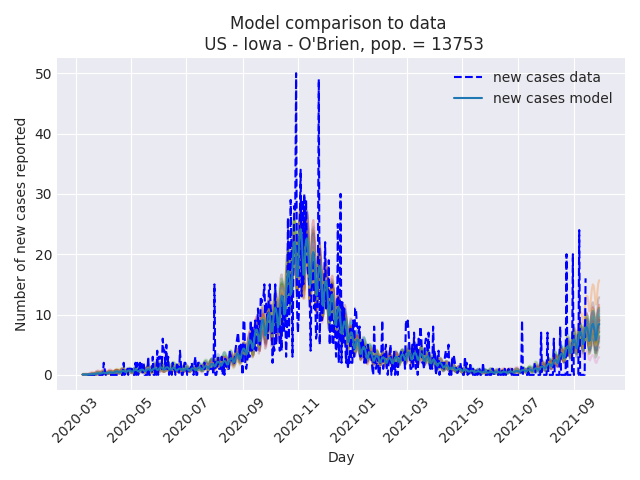 Model comparison to data
US - Iowa - O'Brien, pop. = 13753
new cases data
new cases model
Number of new cases reported
50
40
30
20
10
0
2020-03
2020-05
2020-07
2020-09
2020-11
2021-01
2021-03
2021-05
2021-07
2021-09
Day